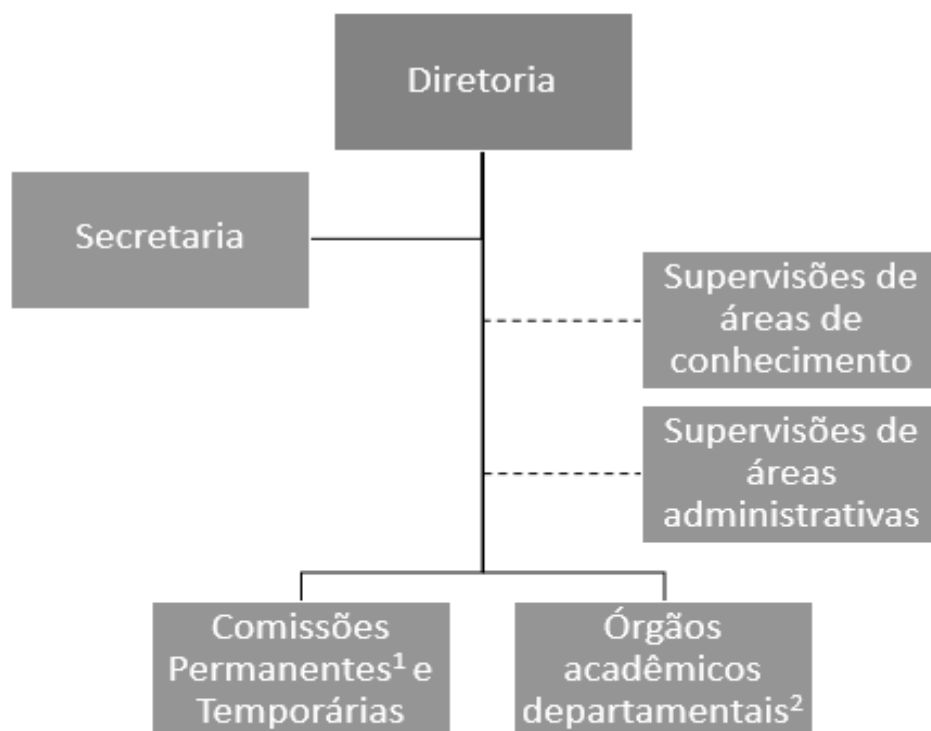 Diretoria
Secretaria
Supervisões de
áreas de
conhecimento
Supervisões de
áreas
administrativas
Comissões
Permanentes¹ e
Temporárias
Órgãos
acadêmicos
departamentais²